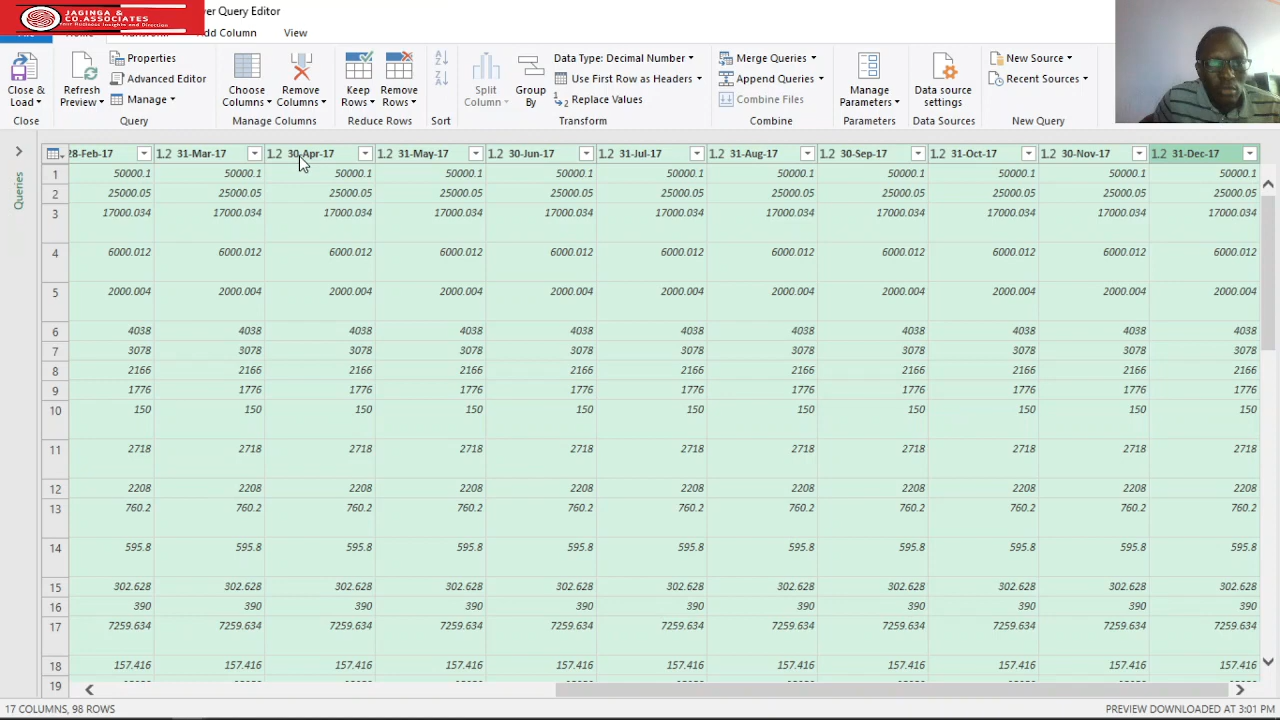 JAGINGA &
CO.ASSOCIATES
Your Business Insights and Direction
er Query Editor
Add Column View
Close &
Load
Close
Refresh
Preview
Properties
Advanced Editor
Manage
Query
Choose
Columns
Remove
Columns
Manage Columns
Keep
Rows
Remove
Rows
Reduce Rows
Sort
Split
Column
Group
By
Data Type: Decimal Number
Use First Row as Headers
1 2 Replace Values
Transform
Merge Queries
Append Queries
Combine Files
Combine
Manage
Parameters
Parameters
Data source
settings
Data Sources
New Source
Recent Sources
New Query
Queries
28-Feb-17 1.2 31-Mar-17 1.2 30-Apr-17 1.2 31-May-17 1.2 30-Jun-17 1.2 31-Jul-17 1.2 31-Aug-17 1.2 30-Sep-17 1.2 31-Oct-17 1.2 30-Nov-17 1.2 31-Dec-17
1 50000.1 50000.1 50000.1 50000.1 50000.1 50000.1 50000.1 50000.1 50000.1 50000.1 50000.1
2 25000.05 25000.05 25000.05 25000.05 25000.05 25000.05 25000.05 25000.05 25000.05 25000.05 25000.05
3 17000.034 17000.034 17000.034 17000.034 17000.034 17000.034 17000.034 17000.034 17000.034 17000.034 17000.034
4 6000.012 6000.012 6000.012 6000.012 6000.012 6000.012 6000.012 6000.012 6000.012 6000.012 6000.012
5 2000.004 2000.004 2000.004 2000.004 2000.004 2000.004 2000.004 2000.004 2000.004 2000.004 2000.004
6 4038 4038 4038 4038 4038 4038 4038 4038 4038 4038 4038
7 3078 3078 3078 3078 3078 3078 3078 3078 3078 3078 3078
8 2166 2166 2166 2166 2166 2166 2166 2166 2166 2166 2166
9 1776 1776 1776 1776 1776 1776 1776 1776 1776 1776 1776
10 150 150 150 150 150 150 150 150 150 150 150
11 2718 2718 2718 2718 2718 2718 2718 2718 2718 2718 2718
12 2208 2208 2208 2208 2208 2208 2208 2208 2208 2208 2208
13 760.2 760.2 760.2 760.2 760.2 760.2 760.2 760.2 760.2 760.2 760.2
14 595.8 595.8 595.8 595.8 595.8 595.8 595.8 595.8 595.8 595.8 595.8
15 302.628 302.628 302.628 302.628 302.628 302.628 302.628 302.628 302.628 302.628 302.628
16 390 390 390 390 390 390 390 390 390 390 390
17 7259.634 7259.634 7259.634 7259.634 7259.634 7259.634 7259.634 7259.634 7259.634 7259.634 7259.634
18 157.416 157.416 157.416 157.416 157.416 157.416 157.416 157.416 157.416 157.416 157.416
19
17 COLUMNS, 98 ROWS
PREVIEW DOWNLOADED AT 3:01 PM